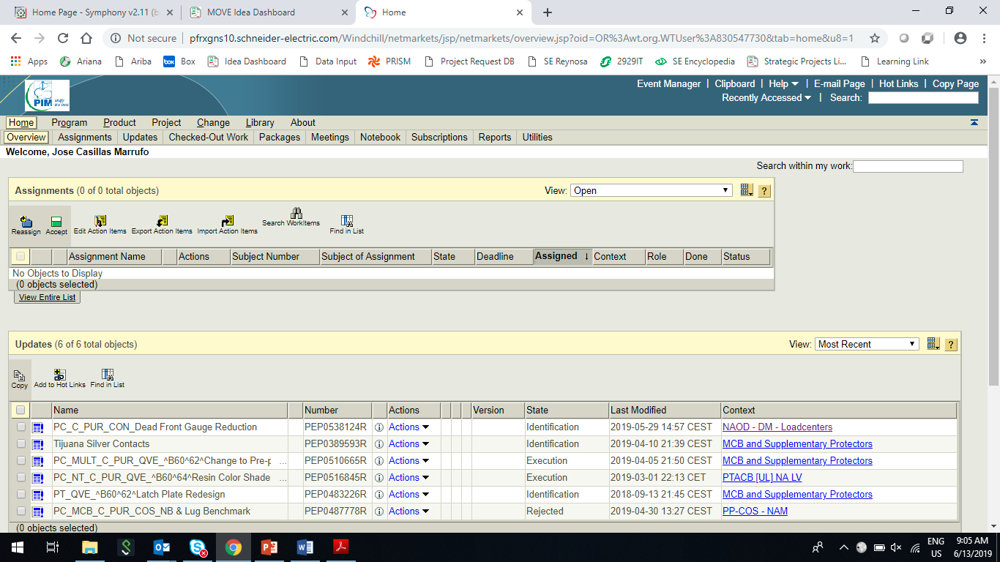 Home Page - Symphony v2.11 (b
MOVE Idea Dashboard
Home
Not secure | pfrxgns10.schneider-electric.com/Windchill/netmarkets/jsp/netmarkets/overview.jsp?oid=OR%3Awt.org.WTUser%3A830547730&tab=home&u8=1
Apps Ariana Ariba box Box Idea Dashboard Data Input PRISM Project Request DB SE Reynosa 2929IT SE Encyclopedia Strategic Projects Li... Learning Link »
PIM
Event Manager | Clipboard | Help | E-mail Page | Hot Links | Copy Page
Recently Accessed | Search:
Home Program Product Project Change Library About
Overview Assignments Updates Checked-Out Work Packages Meetings Notebook Subscriptions Reports Utilities
Welcome, Jose Casillas Marrufo
Search within my work:
Assignments (0 of 0 total objects) View: Open ?
Reassign Accept Edit Action Items Export Action Items Import Action Items Search WorkItems Find in List
Assignment Name Actions Subject Number Subject of Assignment State Deadline Assigned ↓ Context Role Done Status
No Objects to Display
(0 objects selected)
View Entire List
Updates (6 of 6 total objects) View: Most Recent ?
Copy Add to Hot Links Find in List
Name Number Actions Version State Last Modified Context
PC_C_PUR_CON_Dead Front Gauge Reduction PEP0538124R Actions Identification 2019-05-29 14:57 CEST NAOD - DM - Loadcenters
Tijuana Silver Contacts PEP0389593R Actions Identification 2019-04-10 21:39 CEST MCB and Supplementary Protectors
PC_MULT_C_PUR_QVE_^B60^62^Change to Pre-p ... PEP0510665R Actions Execution 2019-04-05 21:50 CEST MCB and Supplementary Protectors
PC_NT_C_PUR_QVE_^B60^64^Resin Color Shade ... PEP0516845R Actions Execution 2019-03-01 22:13 CET PTACB [UL] NA LV
PT_QVE_^B60^62^Latch Plate Redesign PEP0483226R Actions Identification 2018-09-13 21:45 CEST MCB and Supplementary Protectors
PC_MCB_C_PUR_COS_NB & Lug Benchmark PEP0487778R Actions Rejected 2019-04-30 13:27 CEST PP-COS - NAM
(0 objects selected)
ENG 9:05 AM
US 6/13/2019